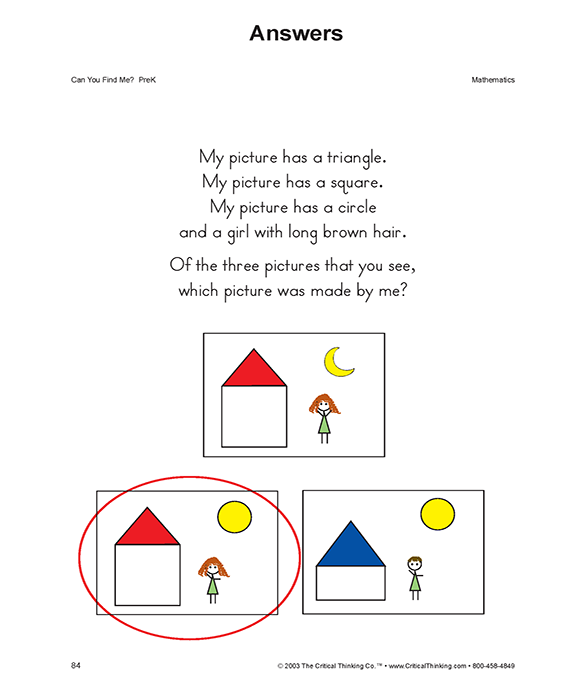 Answers
Can You Find Me? PreK
Mathematics
My picture has a triangle.
My picture has a square.
My picture has a circle
and a girl with long brown hair.
Of the three pictures that you see,
which picture was made by me?
84
© 2003 The Critical Thinking Co.™ • www.CriticalThinking.com • 800-458-4849